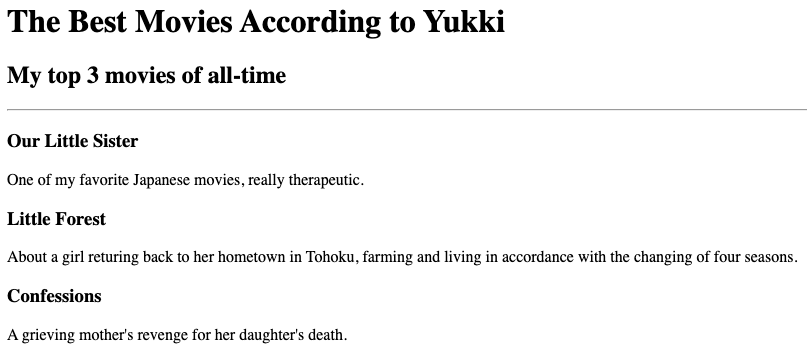 The Best Movies According to Yukki
My top 3 movies of all-time
Our Little Sister
One of my favorite Japanese movies, really therapeutic.
Little Forest
About a girl returing back to her hometown in Tohoku, farming and living in accordance with the changing of four seasons.
Confessions
A grieving mother's revenge for her daughter's death.